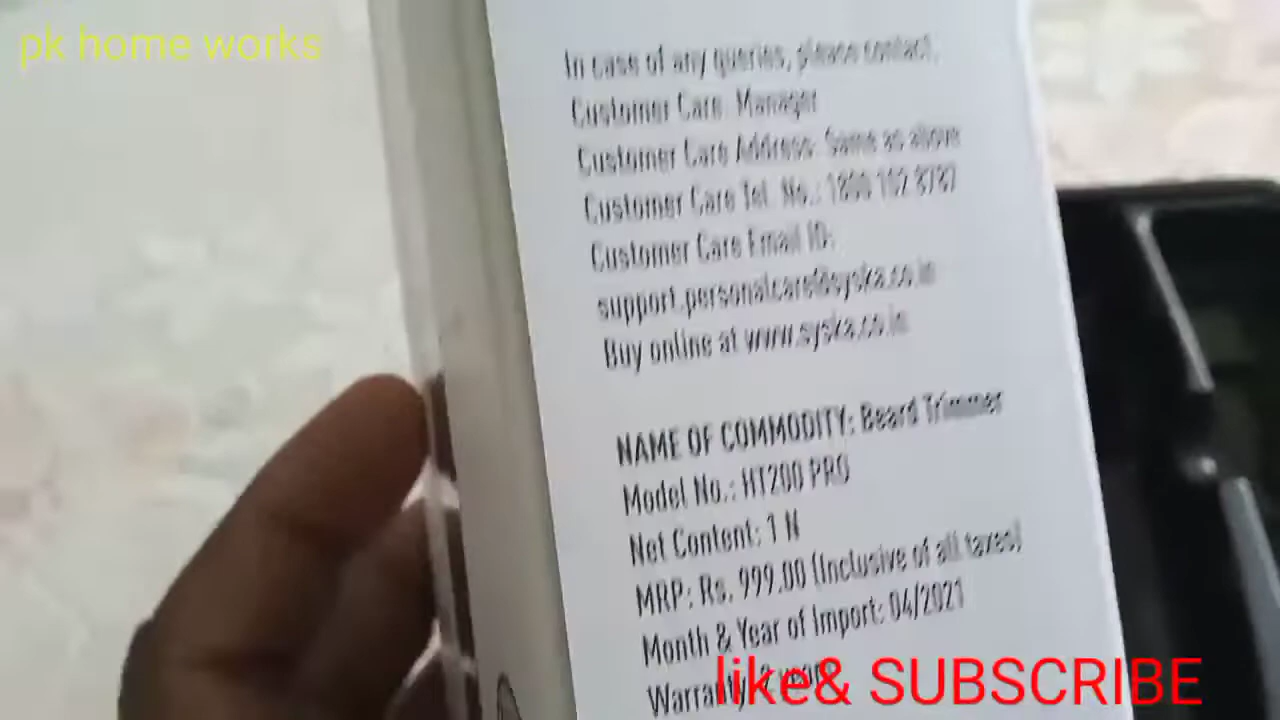 pk home works
In case of any queries, please contact,
Customer Care Manager
Customer Care Address: Same as above
Customer Care Tel. No.: 1800 102 8787
Customer Care Email ID:
support.personalcare@syska.co.in
Buy online at www.syska.co.in
NAME OF COMMODITY: Beard Trimmer
Model No.: HT200 PRO
Net Content: 1 N
MRP: Rs. 999.00 (Inclusive of all taxes)
Month & Year of Import: 04/2021
Warranty: 2 years
like& SUBSCRIBE